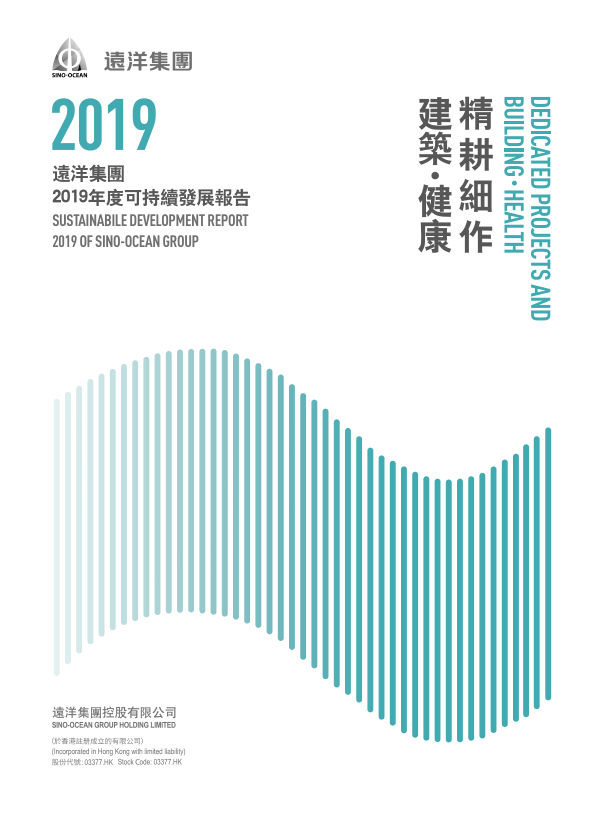 SINO-OCEAN
遠洋集團
2019
遠洋集團
2019年度可持續發展報告
SUSTAINABILE DEVELOPMENT REPORT
2019 OF SINO-OCEAN GROUP
精耕細作
建築·健康
DEDICATED PROJECTS AND
BUILDING·HEALTH
遠洋集團控股有限公司
SINO-OCEAN GROUP HOLDING LIMITED
(於香港註册成立的有限公司)
(Incorporated in Hong Kong with limited liability)
股份代號: 03377.HK Stock Code: 03377.HK